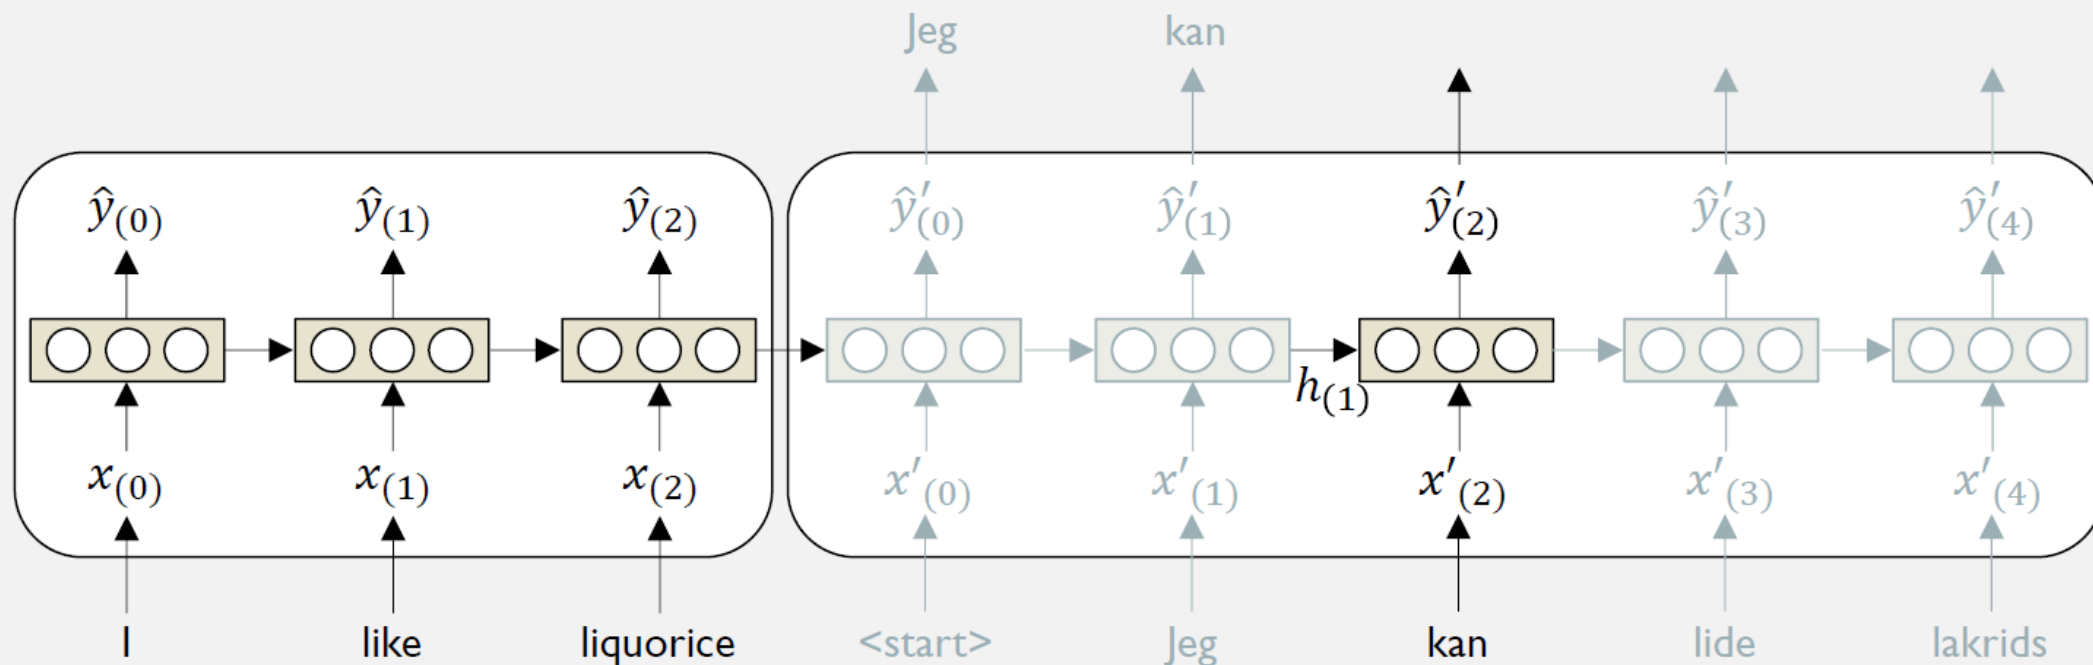 Jeg kan
ŷ(0) ŷ(1) ŷ(2) ŷ′(0) ŷ′(1) ŷ′(2) ŷ′(3) ŷ′(4)
h(1)
x(0) x(1) x(2) x′(0) x′(1) x′(2) x′(3) x′(4)
I like liquorice <start> Jeg kan lide lakrids